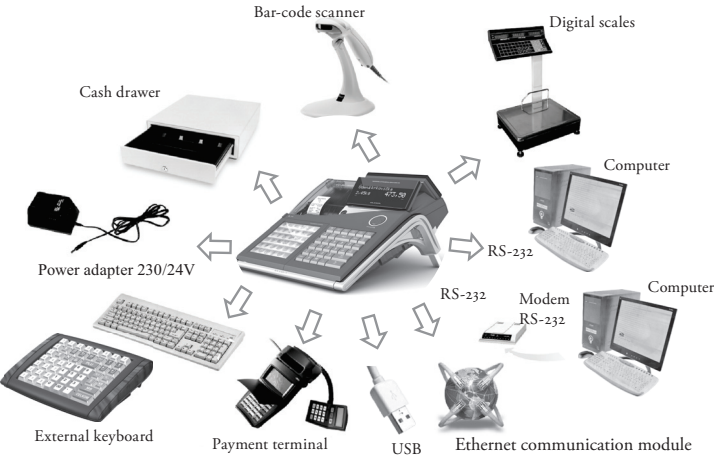 Bar-code scanner
Digital scales
Cash drawer
Computer
RS-232
Power adapter 230/24V
RS-232
Computer
Modem
RS-232
External keyboard
Payment terminal
USB
Ethernet communication module